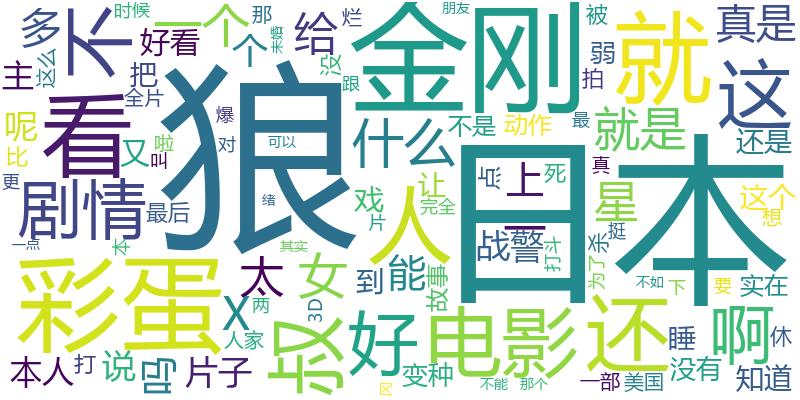 多
不
一个
那
时候
朋友
未婚
烂
给
金刚
被
弱
就
真是
主
这么
好看
个
没
跟
把
全片
看
呢
比
又
啦
叫
爆
对
狼
可以
什么
不是
动作
拍
最
就是
这
还是
更
剧情
最后
戏
让
完全
点
上
死
真
日本
星
这个
想
一点
本
绪
片
人
一
战警
打斗
为了
杀
挺
其实
彩蛋
太
女
到
能
故事
不如
下
要
实在
X
两
3D
叔
人家
好
电影
还
啊
睡
休
本人
打
说
吗
片子
变种
区
不能
那个
一部
美国
没有
知道